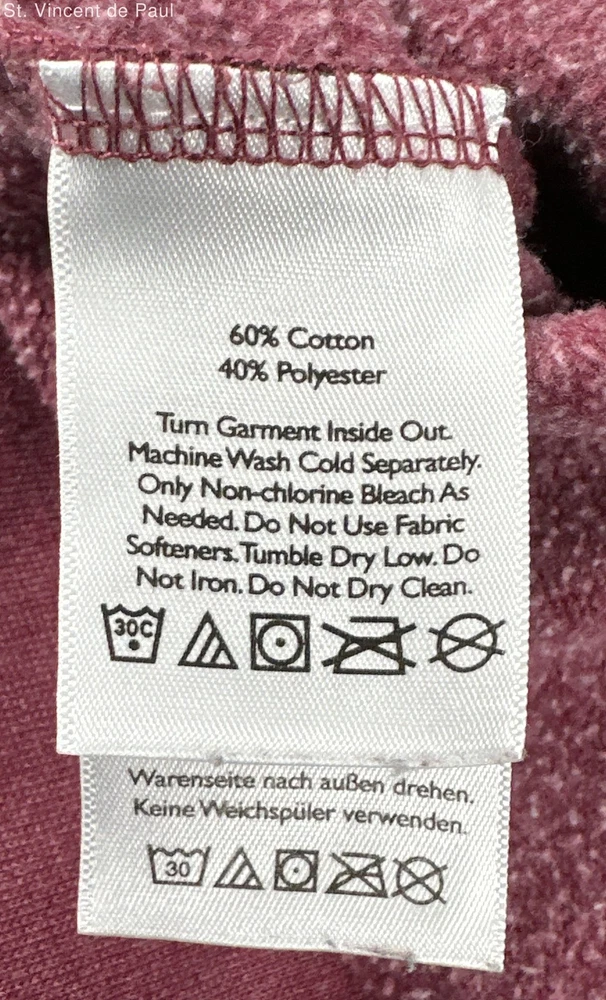 St. Vincent de Paul
60% Cotton
40% Polyester
Turn Garment Inside Out.
Machine Wash Cold Separately.
Only Non-chlorine Bleach As
Needed. Do Not Use Fabric
Softeners. Tumble Dry Low. Do
Not Iron. Do Not Dry Clean.
30C
Warenseite nach außen drehen.
Keine Weichspüler verwenden.
30